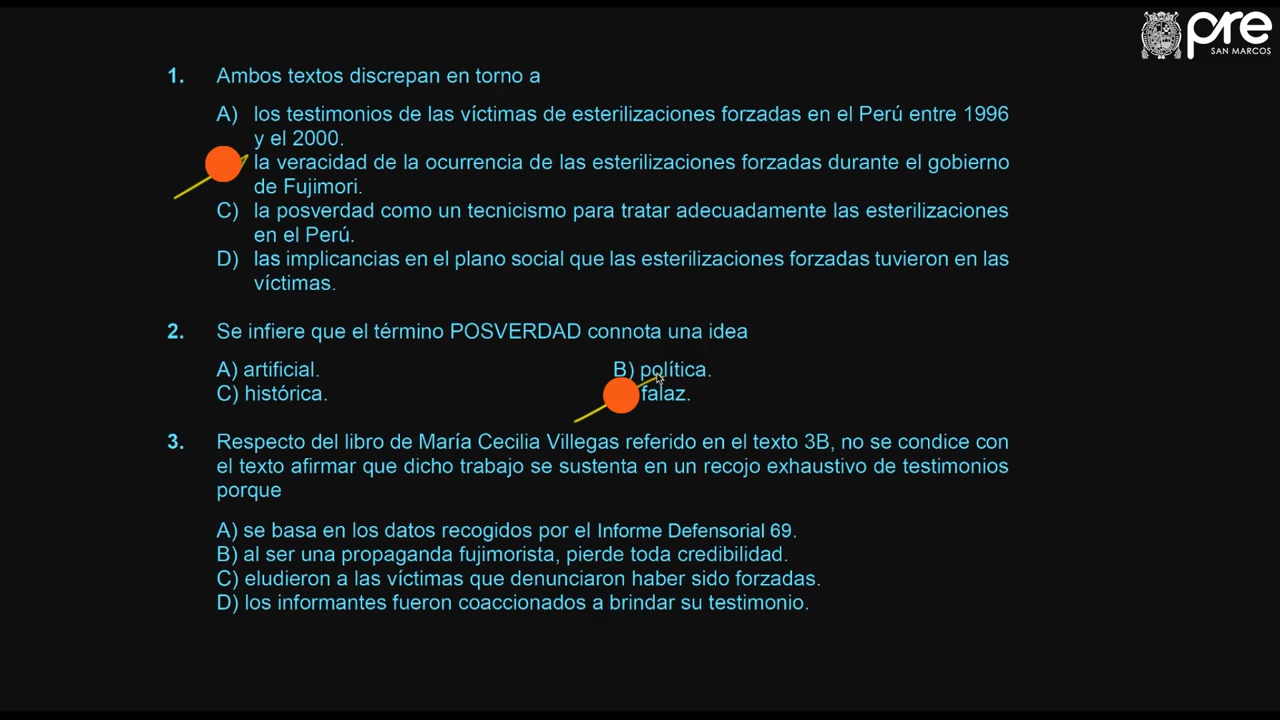 pre
SAN MARCOS
1. Ambos textos discrepan en torno a
A) los testimonios de las víctimas de esterilizaciones forzadas en el Perú entre 1996
y el 2000.
la veracidad de la ocurrencia de las esterilizaciones forzadas durante el gobierno
de Fujimori.
C) la posverdad como un tecnicismo para tratar adecuadamente las esterilizaciones
en el Perú.
D) las implicancias en el plano social que las esterilizaciones forzadas tuvieron en las
víctimas.
2. Se infiere que el término POSVERDAD connota una idea
A) artificial. B) política.
C) histórica. falaz.
3. Respecto del libro de María Cecilia Villegas referido en el texto 3B, no se condice con
el texto afirmar que dicho trabajo se sustenta en un recojo exhaustivo de testimonios
porque
A) se basa en los datos recogidos por el Informe Defensorial 69.
B) al ser una propaganda fujimorista, pierde toda credibilidad.
C) eludieron a las víctimas que denunciaron haber sido forzadas.
D) los informantes fueron coaccionados a brindar su testimonio.